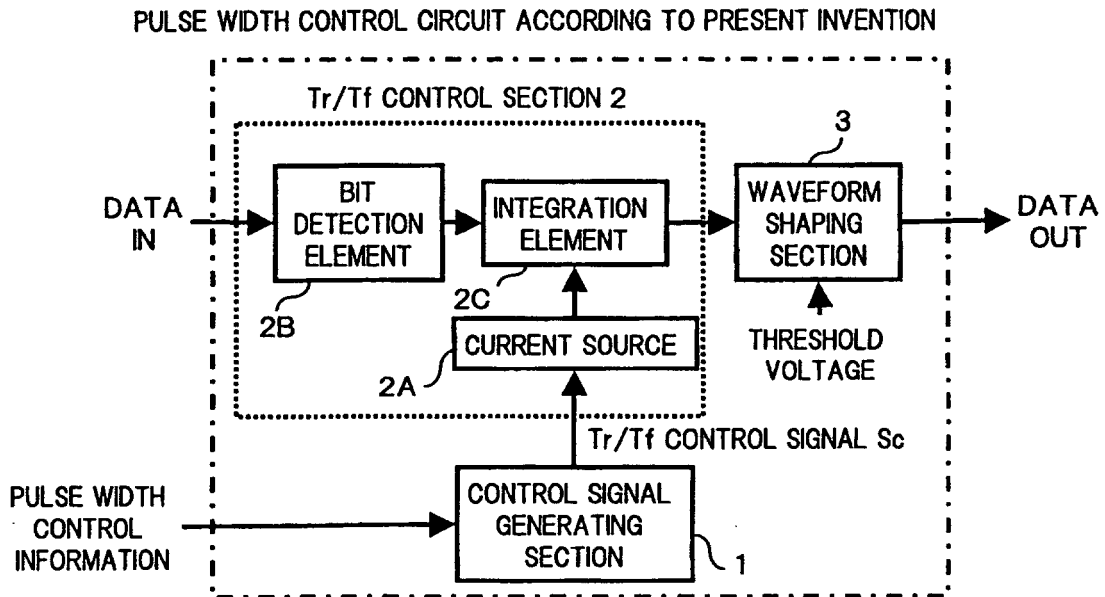 PULSE WIDTH CONTROL CIRCUIT ACCORDING TO PRESENT INVENTION
Tr/Tf CONTROL SECTION 2
3
DATA
IN
BIT
DETECTION
ELEMENT
INTEGRATION
ELEMENT
WAVEFORM
SHAPING
SECTION
DATA
OUT
2B
2C
CURRENT SOURCE
2A
THRESHOLD
VOLTAGE
Tr/Tf CONTROL SIGNAL Sc
PULSE WIDTH
CONTROL
INFORMATION
CONTROL SIGNAL
GENERATING
SECTION
1